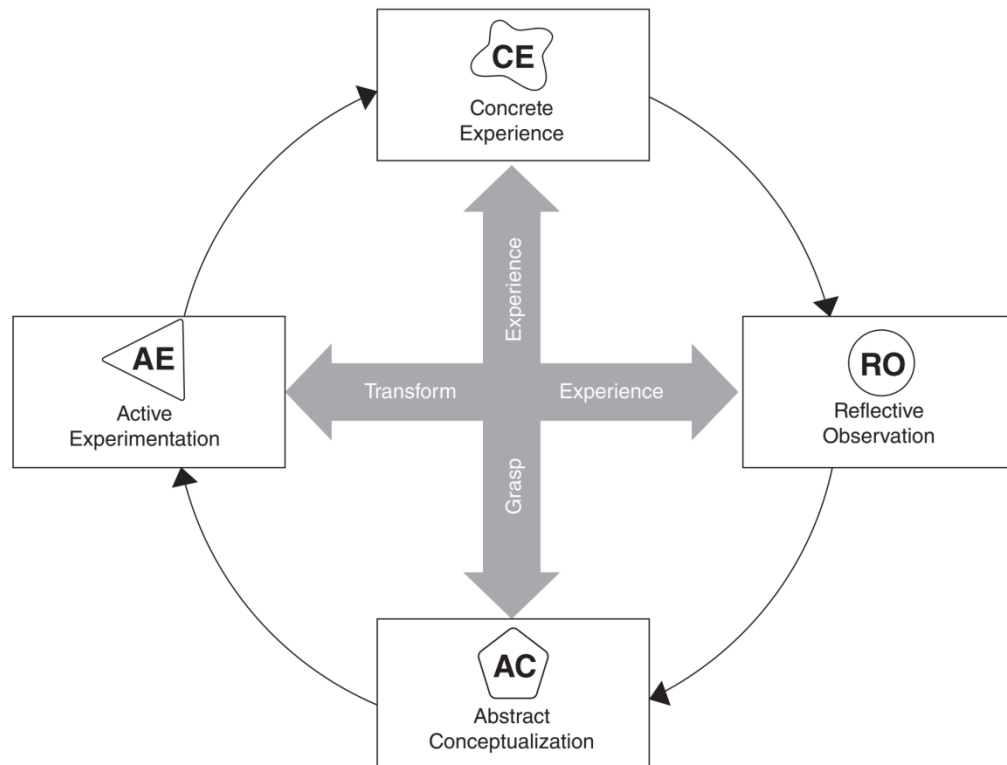 CE
Concrete
Experience
Experience
AE
Active
Experimentation
Transform
Experience
RO
Reflective
Observation
Grasp
AC
Abstract
Conceptualization